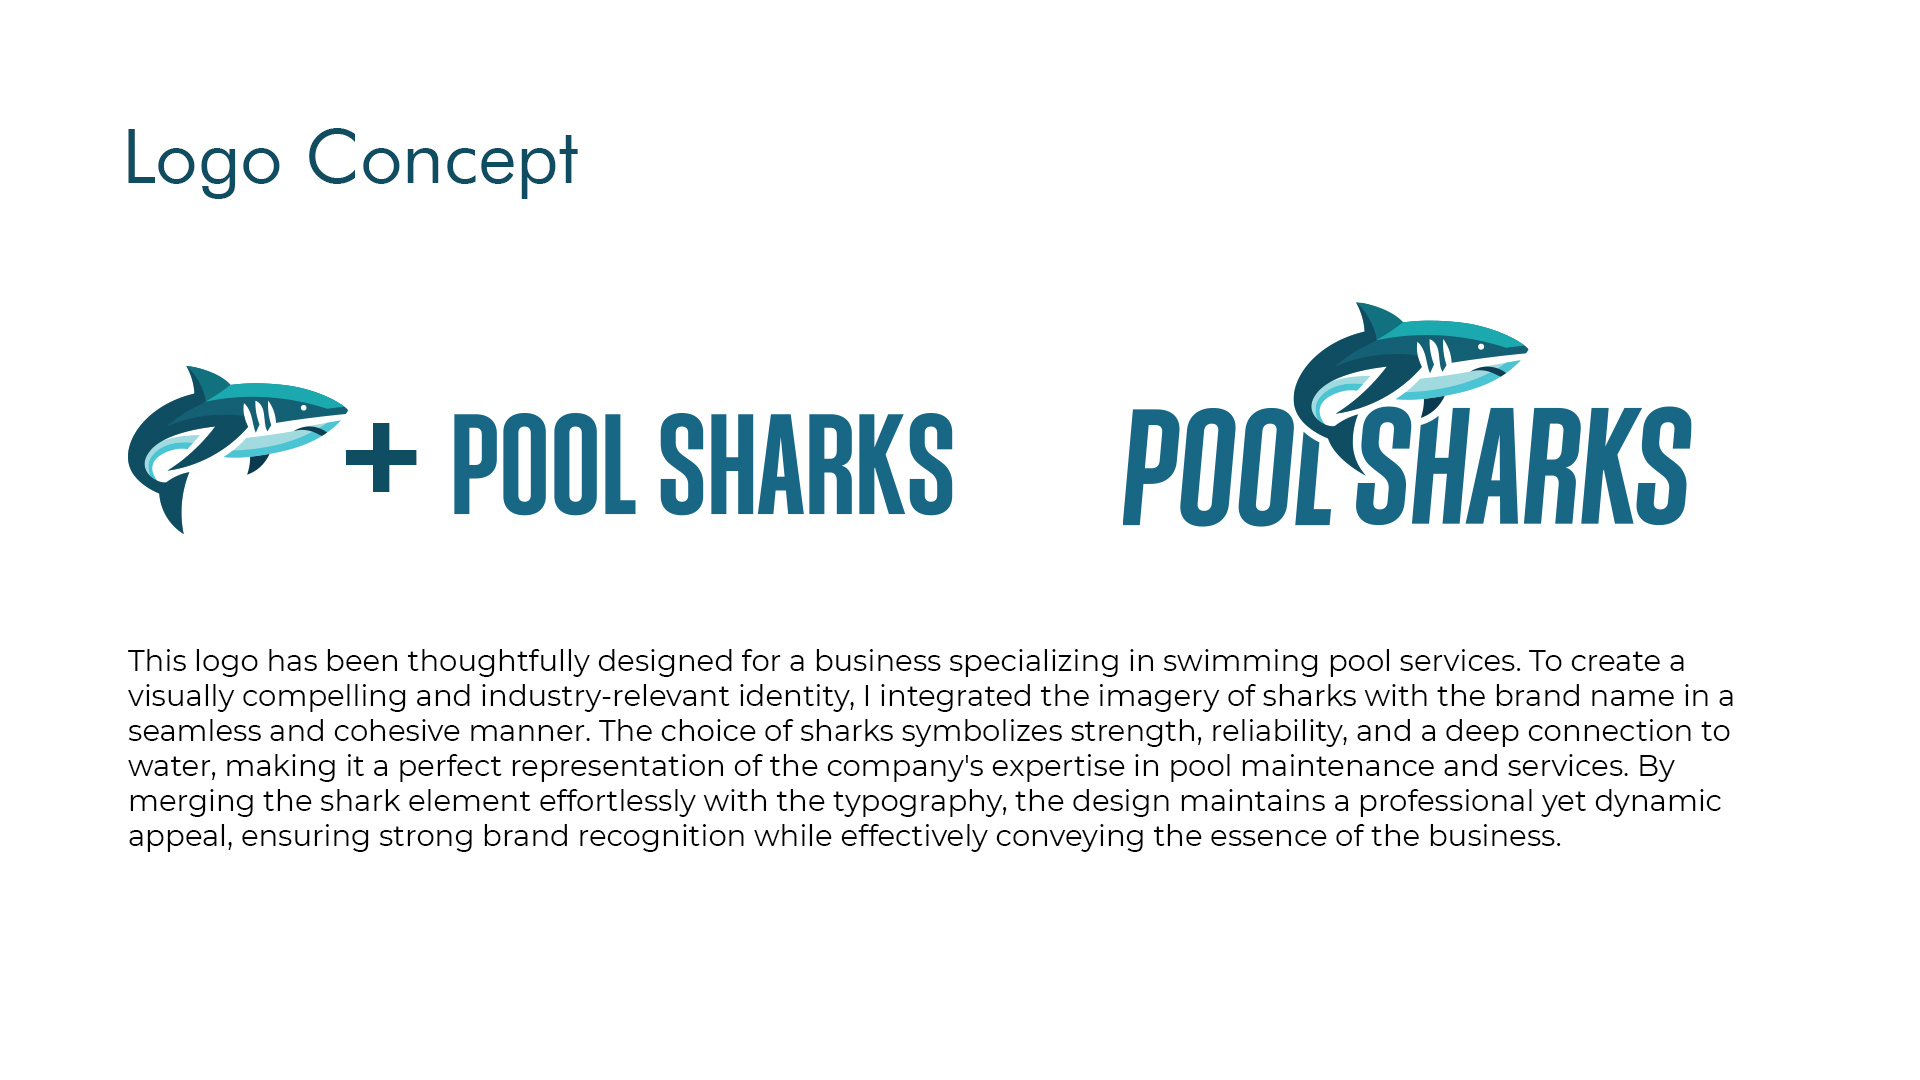 Logo Concept
+ POOL SHARKS
POOL SHARKS
This logo has been thoughtfully designed for a business specializing in swimming pool services. To create a
visually compelling and industry-relevant identity, I integrated the imagery of sharks with the brand name in a
seamless and cohesive manner. The choice of sharks symbolizes strength, reliability, and a deep connection to
water, making it a perfect representation of the company's expertise in pool maintenance and services. By
merging the shark element effortlessly with the typography, the design maintains a professional yet dynamic
appeal, ensuring strong brand recognition while effectively conveying the essence of the business.